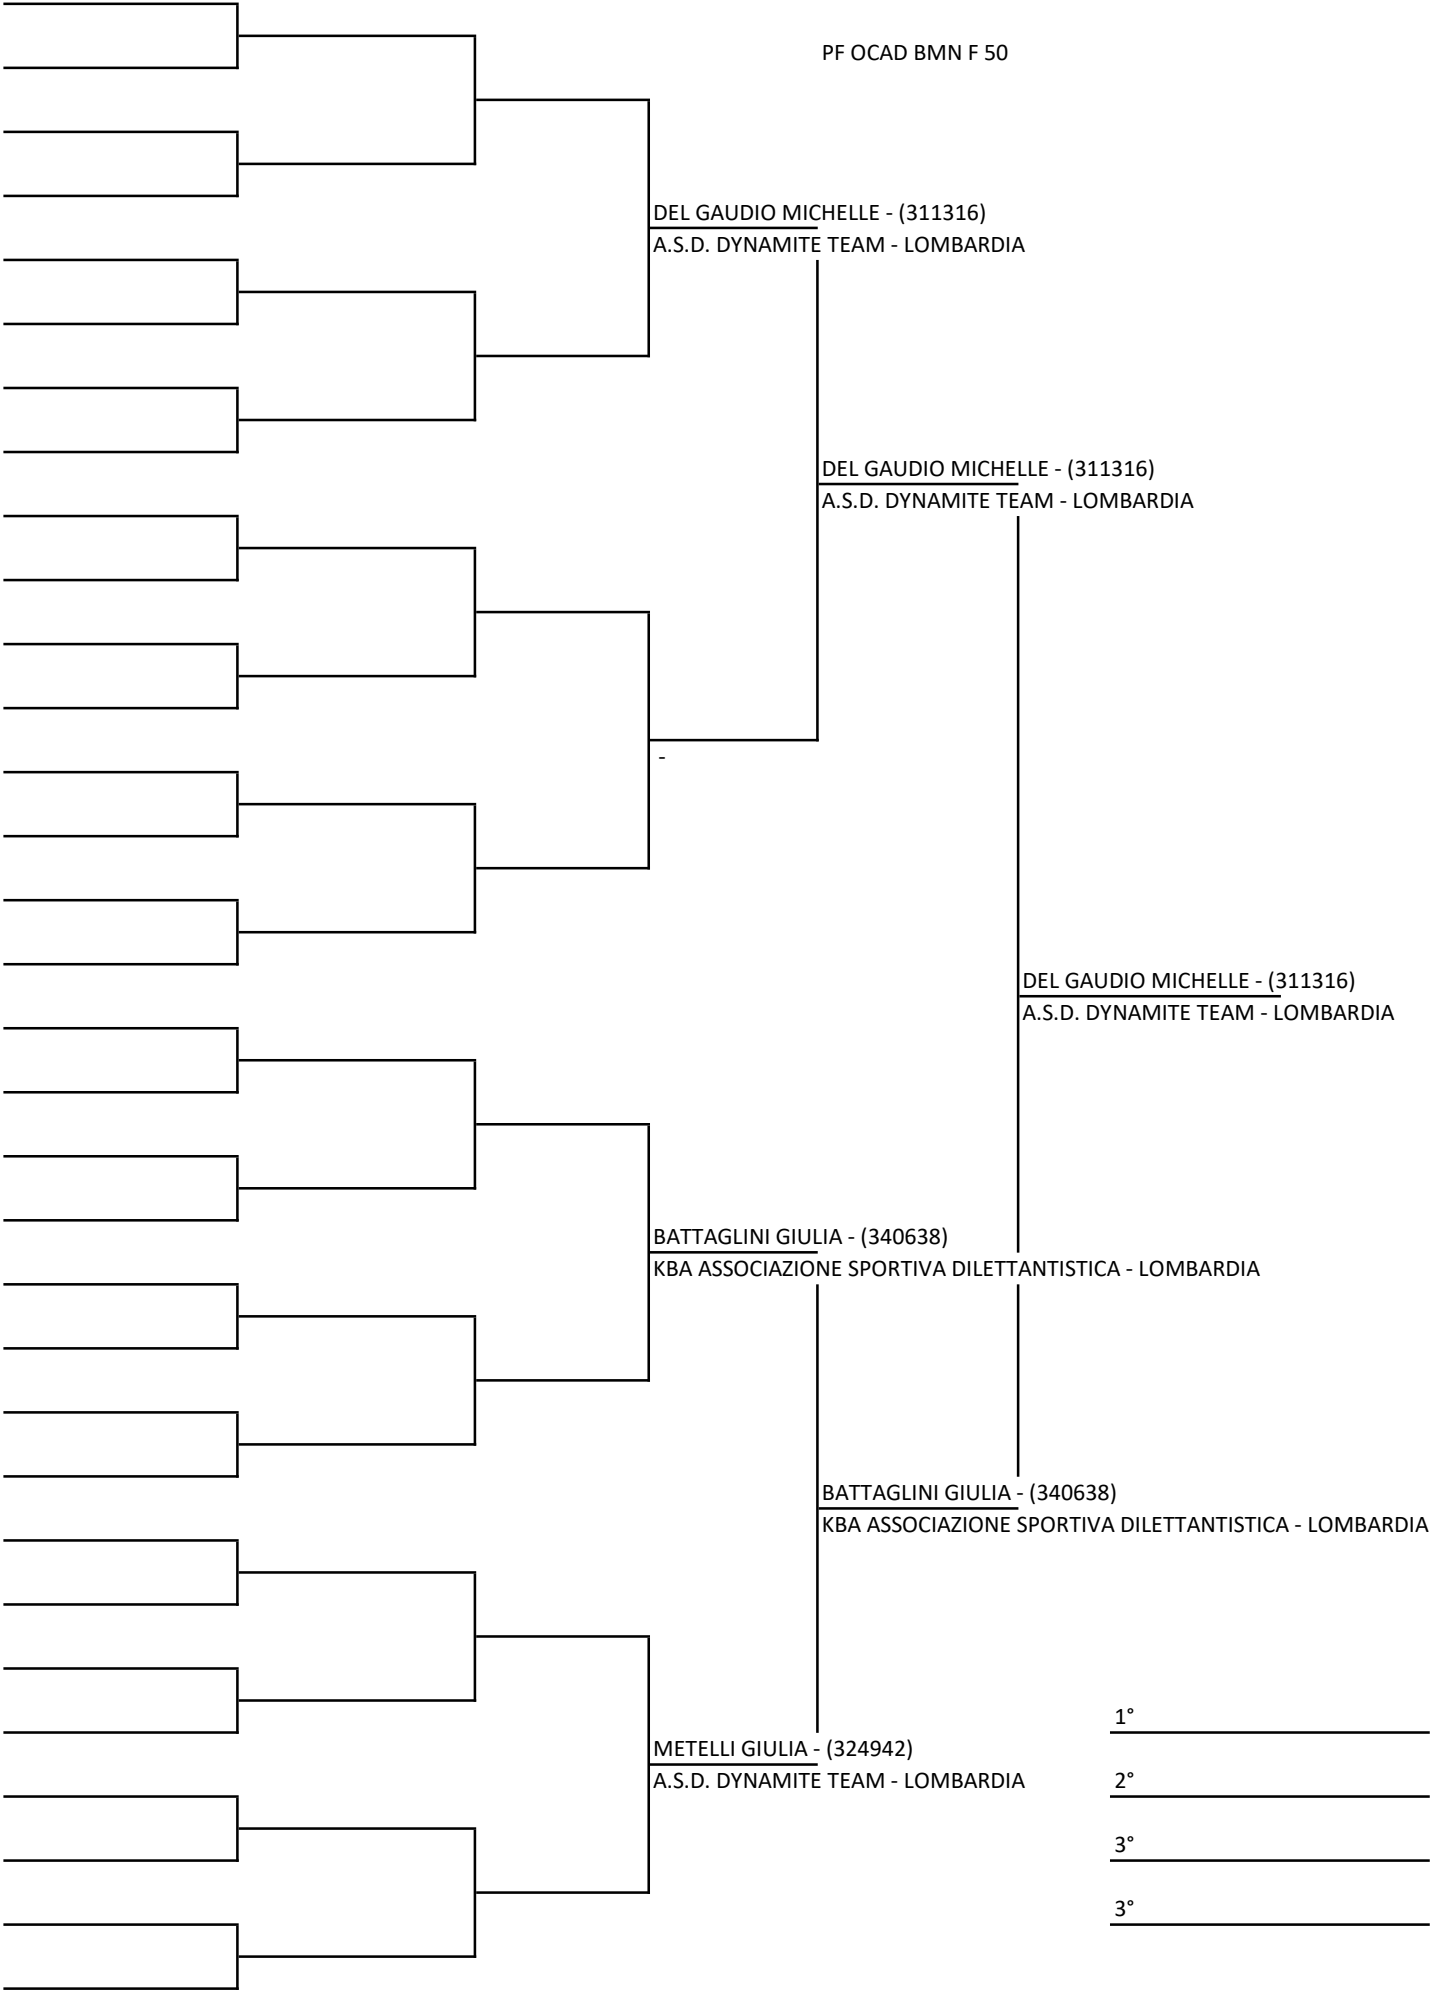 PF OCAD BMN F 50
DEL GAUDIO MICHELLE - (311316)
A.S.D. DYNAMITE TEAM - LOMBARDIA
DEL GAUDIO MICHELLE - (311316)
A.S.D. DYNAMITE TEAM - LOMBARDIA
-
DEL GAUDIO MICHELLE - (311316)
A.S.D. DYNAMITE TEAM - LOMBARDIA
BATTAGLINI GIULIA - (340638)
KBA ASSOCIAZIONE SPORTIVA DILETTANTISTICA - LOMBARDIA
BATTAGLINI GIULIA - (340638)
KBA ASSOCIAZIONE SPORTIVA DILETTANTISTICA - LOMBARDIA
METELLI GIULIA - (324942)
A.S.D. DYNAMITE TEAM - LOMBARDIA
1°
2°
3°
3°